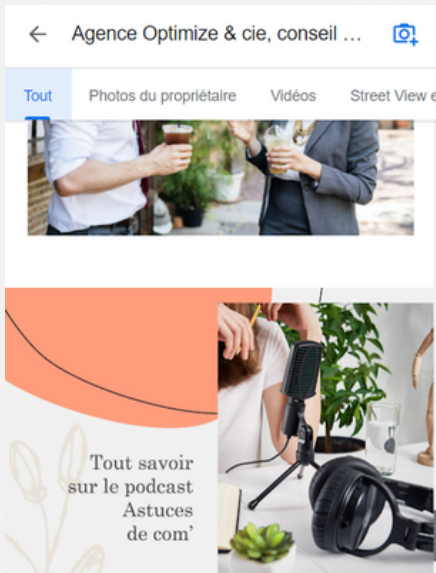 Agence Optimize & cie, conseil ...
Tout Photos du propriétaire Vidéos Street View e
Tout savoir
sur le podcast
Astuces
de com'